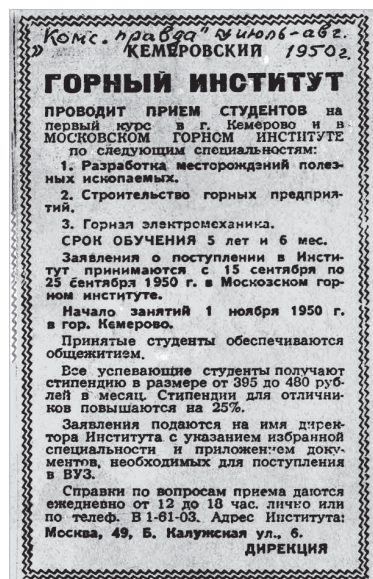 "Комс. правда" июль-авг.
КЕМЕРОВСКИЙ 1950г.
ГОРНЫЙ ИНСТИТУТ
ПРОВОДИТ ПРИЕМ СТУДЕНТОВ на
первый курс в г. Кемерово и в
МОСКОВСКОМ ГОРНОМ ИНСТИТУТЕ
по следующим специальностям:
1. Разработка месторождений полез-
ных ископаемых.
2. Строительство горных предприя-
тий.
3. Горная электромеханика.
СРОК ОБУЧЕНИЯ 5 лет и 6 мес.
Заявления о поступлении в Инсти-
тут принимаются с 15 сентября по
25 сентября 1950 г. в Московском гор-
ном институте.
Начало занятий 1 ноября 1950 г.
в гор. Кемерово.
Принятые студенты обеспечиваются
общежитием.
Все успевающие студенты получают
стипендию в размере от 395 до 480 руб-
лей в месяц. Стипендии для отлични-
ков повышаются на 25%.
Заявления подаются на имя дирек-
тора Института с указанием избранной
специальности и приложением доку-
ментов, необходимых для поступления
в ВУЗ.
Справки по вопросам приема даются
ежедневно от 12 до 18 час. лично или
по телеф. В 1-61-03. Адрес Института:
Москва, 49, Б. Калужская ул., 6.
ДИРЕКЦИЯ